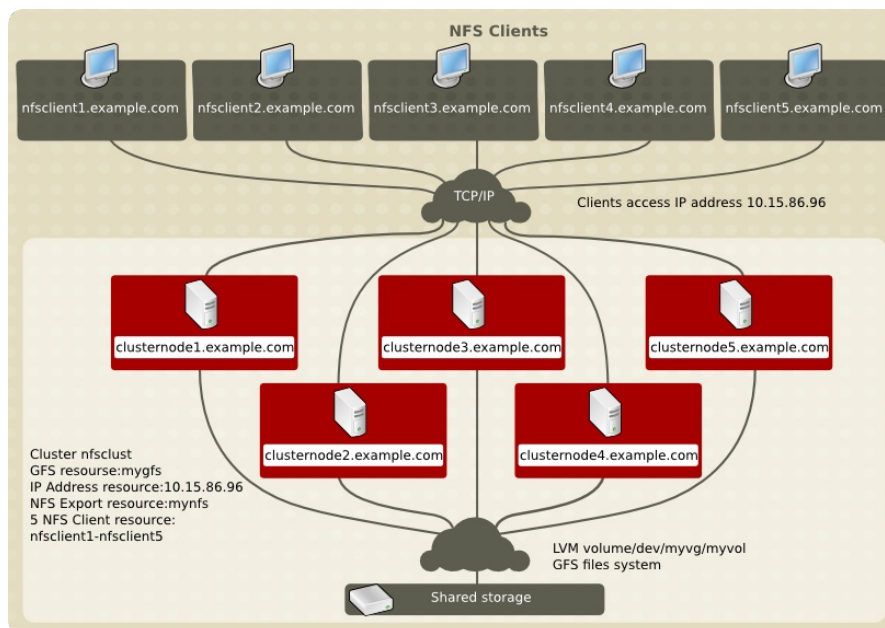 NFS Clients
nfsclient1.example.com
nfsclient2.example.com
nfsclient3.example.com
nfsclient4.example.com
nfsclient5.example.com
TCP/IP
Clients access IP address 10.15.86.96
clusternode1.example.com
clusternode3.example.com
clusternode5.example.com
clusternode2.example.com
clusternode4.example.com
Cluster nfsclust
GFS resourse:mygfs
IP Address resource:10.15.86.96
NFS Export resource:mynfs
5 NFS Client resource:
nfsclient1-nfsclient5
LVM volume/dev/myvg/myvol
GFS files system
Shared storage